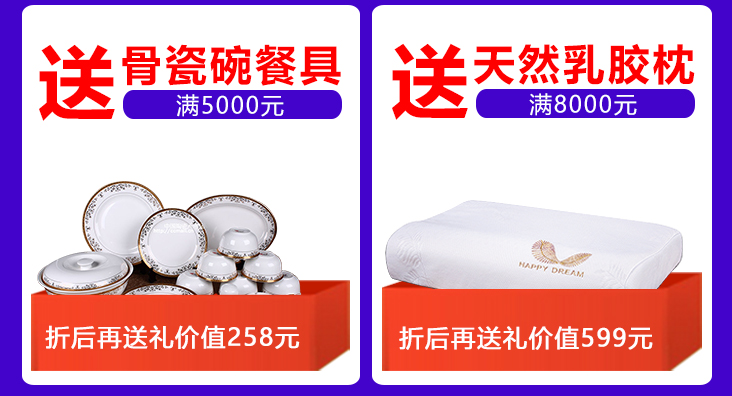 送骨瓷碗餐具
满5000元
折后再送礼价值258元
送天然乳胶枕
满8000元
HAPPY DREAM
折后再送礼价值599元